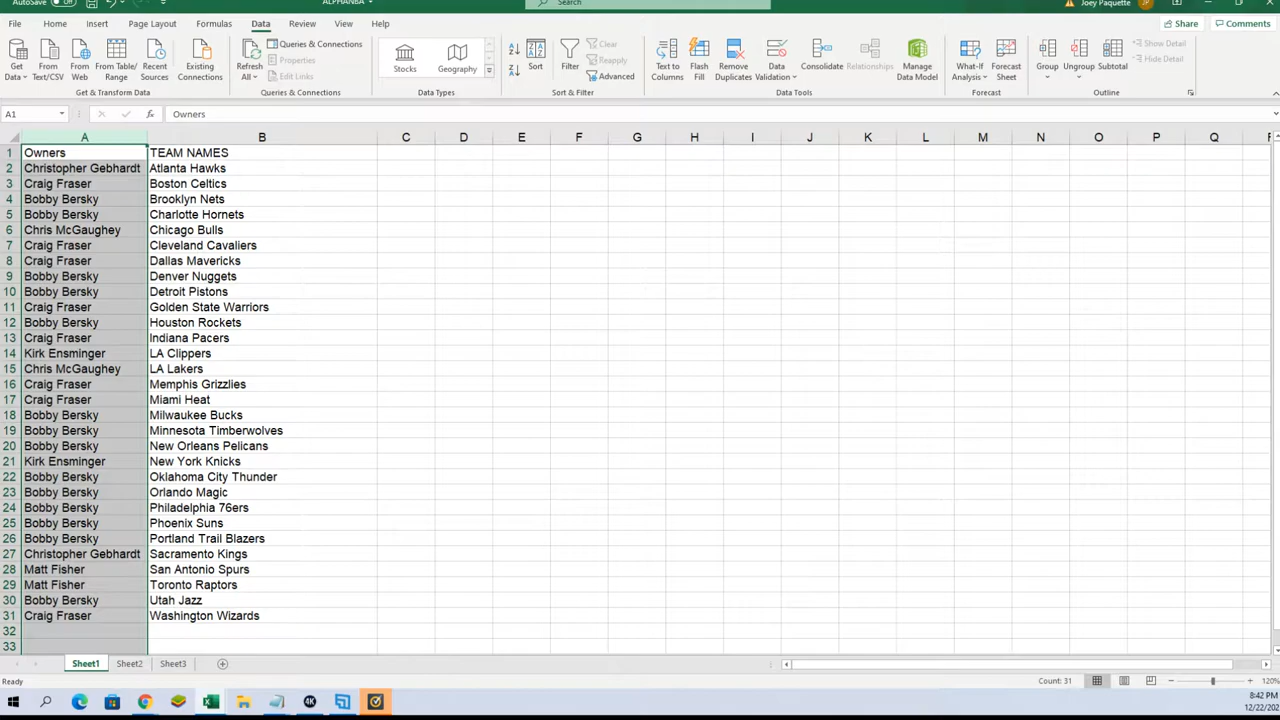 AutoSave Off ALPHANBA Search Joey Paquette JP
File Home Insert Page Layout Formulas Data Review View Help Share Comments
Get Data From Text/CSV From Web From Table/Range Recent Sources Existing Connections Refresh All Queries & Connections Properties Edit Links Stocks Geography Sort Filter Clear Reapply Advanced Text to Columns Flash Fill Remove Duplicates Data Validation Consolidate Relationships Manage Data Model What-If Analysis Forecast Sheet Group Ungroup Subtotal Show Detail Hide Detail
Get & Transform Data Queries & Connections Data Types Sort & Filter Data Tools Forecast Outline
A1 fx Owners
A B C D E F G H I J K L M N O P Q
1 Owners TEAM NAMES
2 Christopher Gebhardt Atlanta Hawks
3 Craig Fraser Boston Celtics
4 Bobby Bersky Brooklyn Nets
5 Bobby Bersky Charlotte Hornets
6 Chris McGaughey Chicago Bulls
7 Craig Fraser Cleveland Cavaliers
8 Craig Fraser Dallas Mavericks
9 Bobby Bersky Denver Nuggets
10 Bobby Bersky Detroit Pistons
11 Craig Fraser Golden State Warriors
12 Bobby Bersky Houston Rockets
13 Craig Fraser Indiana Pacers
14 Kirk Ensminger LA Clippers
15 Chris McGaughey LA Lakers
16 Craig Fraser Memphis Grizzlies
17 Craig Fraser Miami Heat
18 Bobby Bersky Milwaukee Bucks
19 Bobby Bersky Minnesota Timberwolves
20 Bobby Bersky New Orleans Pelicans
21 Kirk Ensminger New York Knicks
22 Bobby Bersky Oklahoma City Thunder
23 Bobby Bersky Orlando Magic
24 Bobby Bersky Philadelphia 76ers
25 Bobby Bersky Phoenix Suns
26 Bobby Bersky Portland Trail Blazers
27 Christopher Gebhardt Sacramento Kings
28 Matt Fisher San Antonio Spurs
29 Matt Fisher Toronto Raptors
30 Bobby Bersky Utah Jazz
31 Craig Fraser Washington Wizards
32
33
Sheet1 Sheet2 Sheet3
Ready Count: 31 120%
4K 8:42 PM
12/22/202